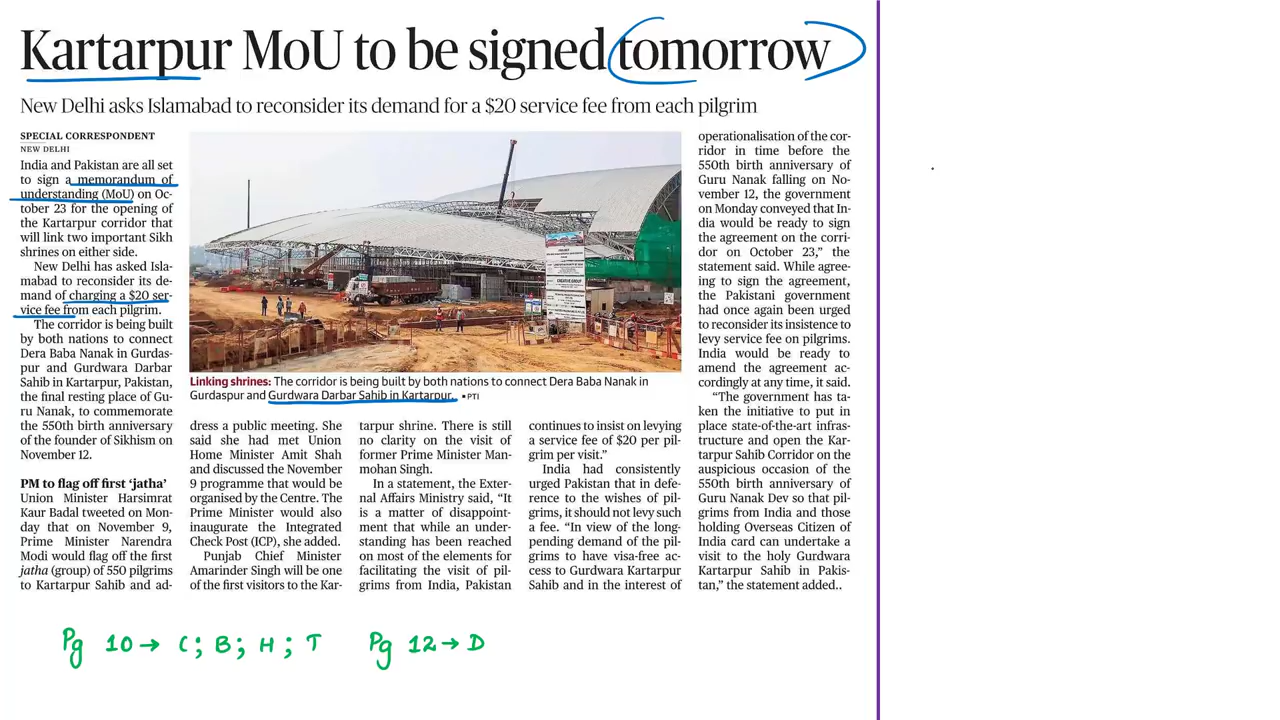 Kartarpur MoU to be signed tomorrow
New Delhi asks Islamabad to reconsider its demand for a $20 service fee from each pilgrim
SPECIAL CORRESPONDENT
NEW DELHI
India and Pakistan are all set
to sign a memorandum of
understanding (MoU) on Oc-
tober 23 for the opening of
the Kartarpur corridor that
will link two important Sikh
shrines on either side.
New Delhi has asked Isla-
mabad to reconsider its de-
mand of charging a $20 ser-
vice fee from each pilgrim.
The corridor is being built
by both nations to connect
Dera Baba Nanak in Gurdas-
pur and Gurdwara Darbar
Sahib in Kartarpur, Pakistan,
the final resting place of Gu-
ru Nanak, to commemorate
the 550th birth anniversary
of the founder of Sikhism on
November 12.
PM to flag off first ‘jatha’
Union Minister Harsimrat
Kaur Badal tweeted on Mon-
day that on November 9,
Prime Minister Narendra
Modi would flag off the first
jatha (group) of 550 pilgrims
to Kartarpur Sahib and ad-
Linking shrines: The corridor is being built by both nations to connect Dera Baba Nanak in
Gurdaspur and Gurdwara Darbar Sahib in Kartarpur. ▪PTI
dress a public meeting. She
said she had met Union
Home Minister Amit Shah
and discussed the November
9 programme that would be
organised by the Centre. The
Prime Minister would also
inaugurate the Integrated
Check Post (ICP), she added.
Punjab Chief Minister
Amarinder Singh will be one
of the first visitors to the Kar-
tarpur shrine. There is still
no clarity on the visit of
former Prime Minister Man-
mohan Singh.
In a statement, the Exter-
nal Affairs Ministry said, “It
is a matter of disappoint-
ment that while an under-
standing has been reached
on most of the elements for
facilitating the visit of pil-
grims from India, Pakistan
continues to insist on levying
a service fee of $20 per pil-
grim per visit.”
India had consistently
urged Pakistan that in defe-
rence to the wishes of pil-
grims, it should not levy such
a fee. “In view of the long-
pending demand of the pil-
grims to have visa-free ac-
cess to Gurdwara Kartarpur
Sahib and in the interest of
operationalisation of the cor-
ridor in time before the
550th birth anniversary of
Guru Nanak falling on No-
vember 12, the government
on Monday conveyed that In-
dia would be ready to sign
the agreement on the corri-
dor on October 23,” the
statement said. While agree-
ing to sign the agreement,
the Pakistani government
had once again been urged
to reconsider its insistence to
levy service fee on pilgrims.
India would be ready to
amend the agreement ac-
cordingly at any time, it said.
“The government has ta-
ken the initiative to put in
place state-of-the-art infras-
tructure and open the Kar-
tarpur Sahib Corridor on the
auspicious occasion of the
550th birth anniversary of
Guru Nanak Dev so that pil-
grims from India and those
holding Overseas Citizen of
India card can undertake a
visit to the holy Gurdwara
Kartarpur Sahib in Pakis-
tan,” the statement added..
Pg 10 → C; B; H; T Pg 12 → D